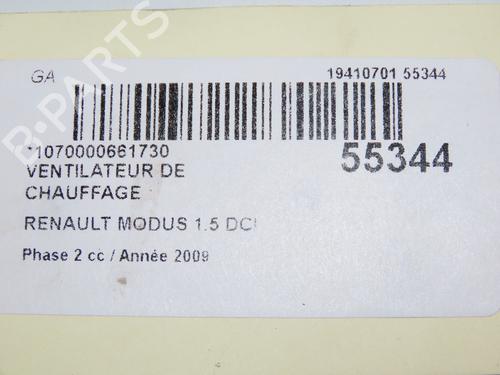 GA
19410701 55344
*1070000661730
55344
VENTILATEUR DE
CHAUFFAGE
RENAULT MODUS 1.5 DCI
Phase 2 cc / Année 2009
B-PARTS